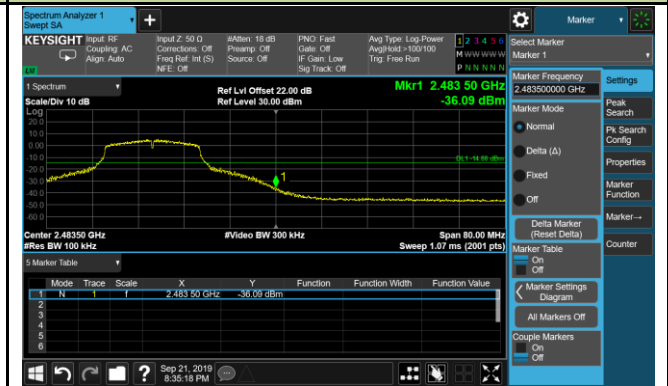 Spectrum Analyzer 1
Swept SA
Marker
KEYSIGHT
Input: RF
Coupling: AC
Align: Auto
Input Z: 50 Ω
Corrections: Off
Freq Ref: Int (S)
NFE: Off
#Atten: 18 dB
Preamp: Off
Source: Off
PNO: Fast
Gate: Off
IF Gain: Low
Sig Track: Off
Avg Type: Log-Power
Avg|Hold:>100/100
Trig: Free Run
1 2 3 4 5 6
M W W W W W
P N N N N N
LV
Select Marker
Marker 1
1 Spectrum
Scale/Div 10 dB
Log
Ref Lvl Offset 22.00 dB
Ref Level 30.00 dBm
Mkr1 2.483 50 GHz
-36.09 dBm
20.0
10.0
0.00
-10.0
-20.0
-30.0
-40.0
-50.0
-60.0
DL1 -14.88 dBm
1
Center 2.48350 GHz
#Res BW 100 kHz
#Video BW 300 kHz
Span 80.00 MHz
Sweep 1.07 ms (2001 pts)
5 Marker Table
Mode Trace Scale X Y Function Function Width Function Value
1 N 1 f 2.483 50 GHz -36.09 dBm
2
3
4
5
6
Marker Frequency
2.483500000 GHz
Marker Mode
Normal
Delta (Δ)
Fixed
Off
Delta Marker
(Reset Delta)
Marker Table
On
Off
Marker Settings
Diagram
All Markers Off
Couple Markers
On
Off
Settings
Peak
Search
Pk Search
Config
Properties
Marker
Function
Marker→
Counter
?
Sep 21, 2019
8:35:18 PM